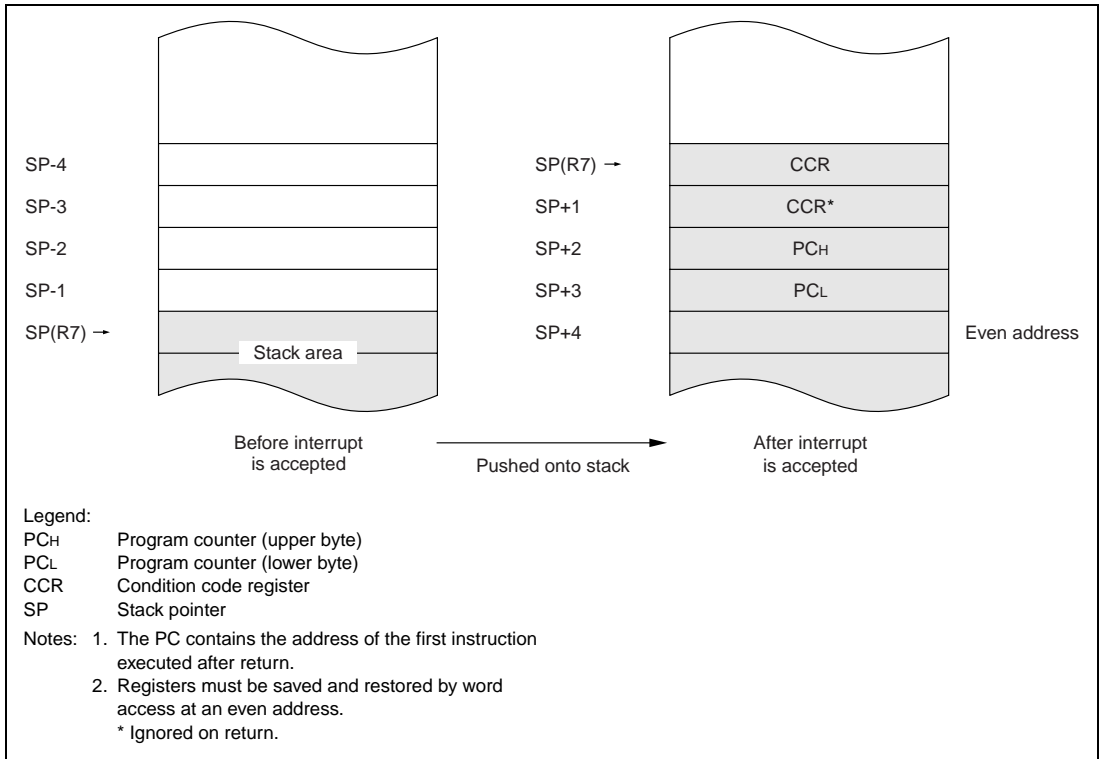 SP-4
SP-3
SP-2
SP-1
SP(R7) →
Stack area
SP(R7) → CCR
SP+1 CCR*
SP+2 PCH
SP+3 PCL
SP+4
Even address
Before interrupt
is accepted
Pushed onto stack
After interrupt
is accepted
Legend:
PCH Program counter (upper byte)
PCL Program counter (lower byte)
CCR Condition code register
SP Stack pointer
Notes: 1. The PC contains the address of the first instruction
executed after return.
2. Registers must be saved and restored by word
access at an even address.
* Ignored on return.